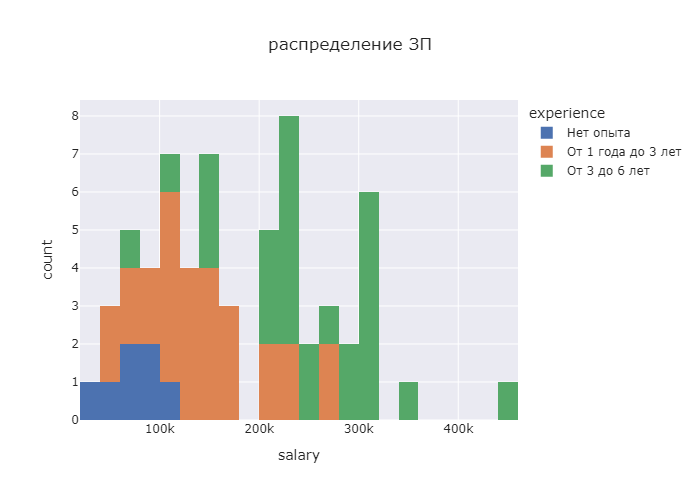 распределение ЗП
experience
Нет опыта
От 1 года до 3 лет
От 3 до 6 лет
count
8
7
6
5
4
3
2
1
0
100k
200k
300k
400k
salary